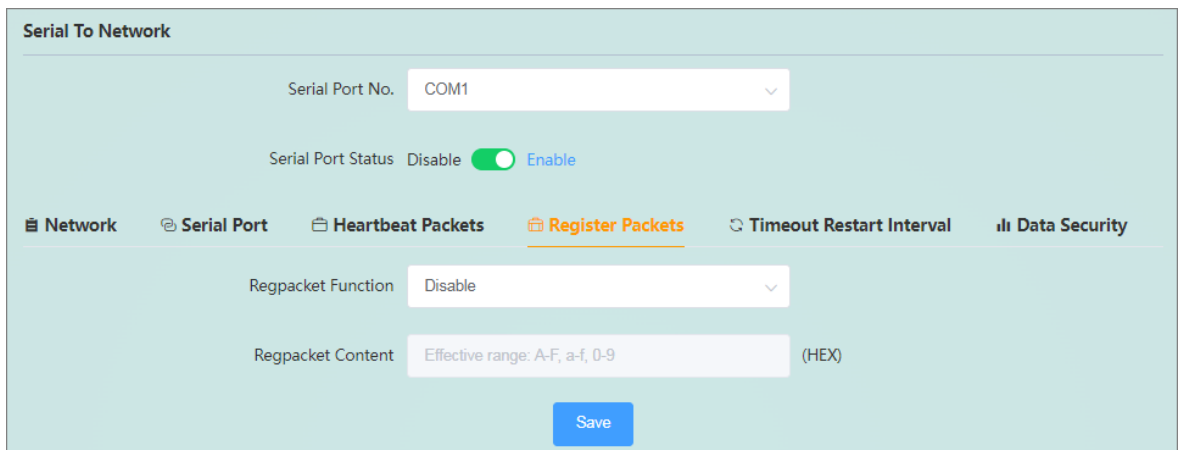 Serial To Network
Serial Port No. COM1
Serial Port Status Disable Enable
Network Serial Port Heartbeat Packets Register Packets Timeout Restart Interval Data Security
Regpacket Function Disable
Regpacket Content Effective range: A-F, a-f, 0-9 (HEX)
Save